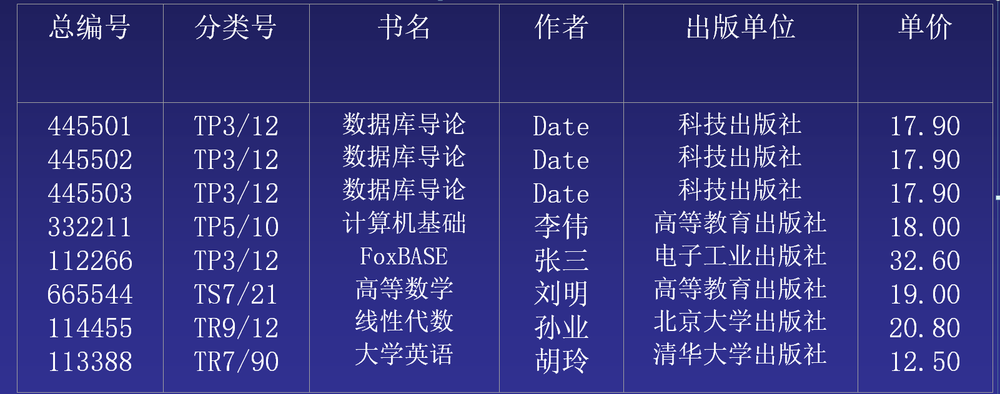 总编号 分类号 书名 作者 出版单位 单价
445501 TP3/12 数据库导论 Date 科技出版社 17.90
445502 TP3/12 数据库导论 Date 科技出版社 17.90
445503 TP3/12 数据库导论 Date 科技出版社 17.90
332211 TP5/10 计算机基础 李伟 高等教育出版社 18.00
112266 TP3/12 FoxBASE 张三 电子工业出版社 32.60
665544 TS7/21 高等数学 刘明 高等教育出版社 19.00
114455 TR9/12 线性代数 孙业 北京大学出版社 20.80
113388 TR7/90 大学英语 胡玲 清华大学出版社 12.50